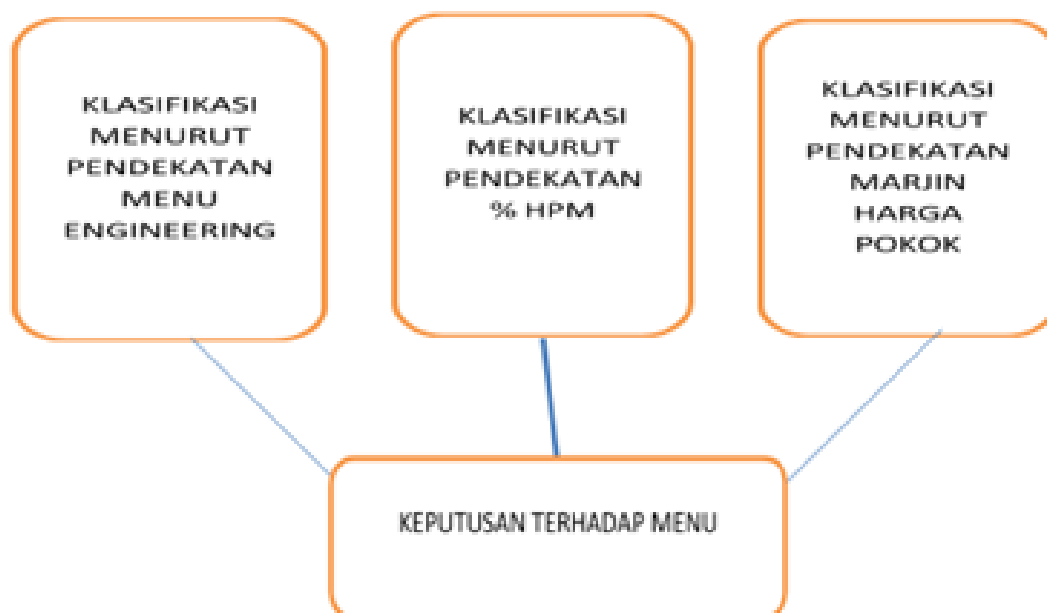 KLASIFIKASI
MENURUT
PENDEKATAN
MENU
ENGINEERING
KLASIFIKASI
MENURUT
PENDEKATAN
% HPM
KLASIFIKASI
MENURUT
PENDEKATAN
MARJIN
HARGA
POKOK
KEPUTUSAN TERHADAP MENU